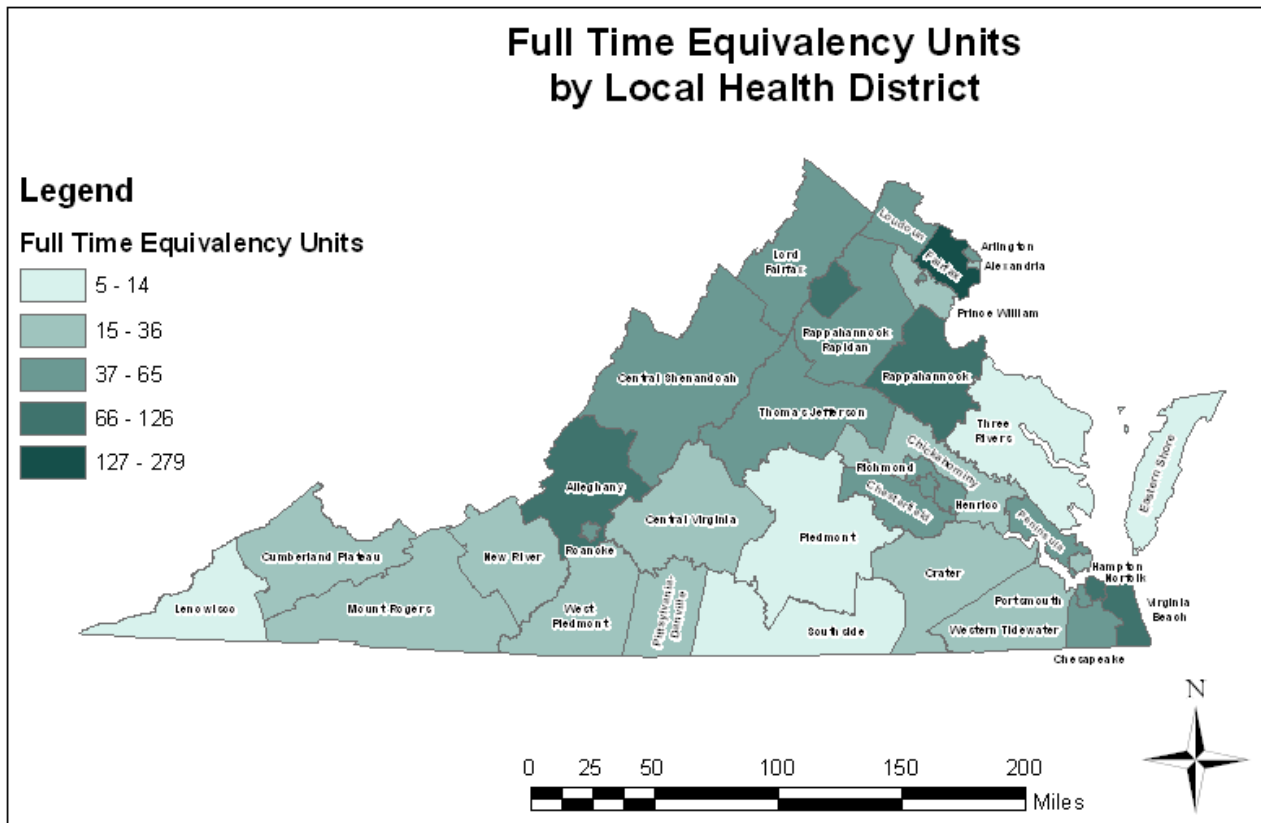 Full Time Equivalency Units
by Local Health District
Legend
Full Time Equivalency Units
5 - 14
15 - 36
37 - 65
66 - 126
127 - 279
Loudoun
Arlington
Fairfax
Alexandria
Lord
Fairfax
Prince William
Rappahannock
Rapidan
Rappahannock
Central Shenandoah
Thomas Jefferson
Three
Rivers
Eastern Shore
Chickahominy
Richmond
Alleghany
Chesterfield
Henrico
Central Virginia
Peninsula
Piedmont
Roanoke
New River
Cumberland Plateau
Hampton
Norfolk
Crater
Lenowisco
Mount Rogers
West
Piedmont
Pittsylvania-
Danville
Portsmouth
Virginia
Beach
Southside
Western Tidewater
Chesapeake
N
0 25 50 100 150 200
Miles